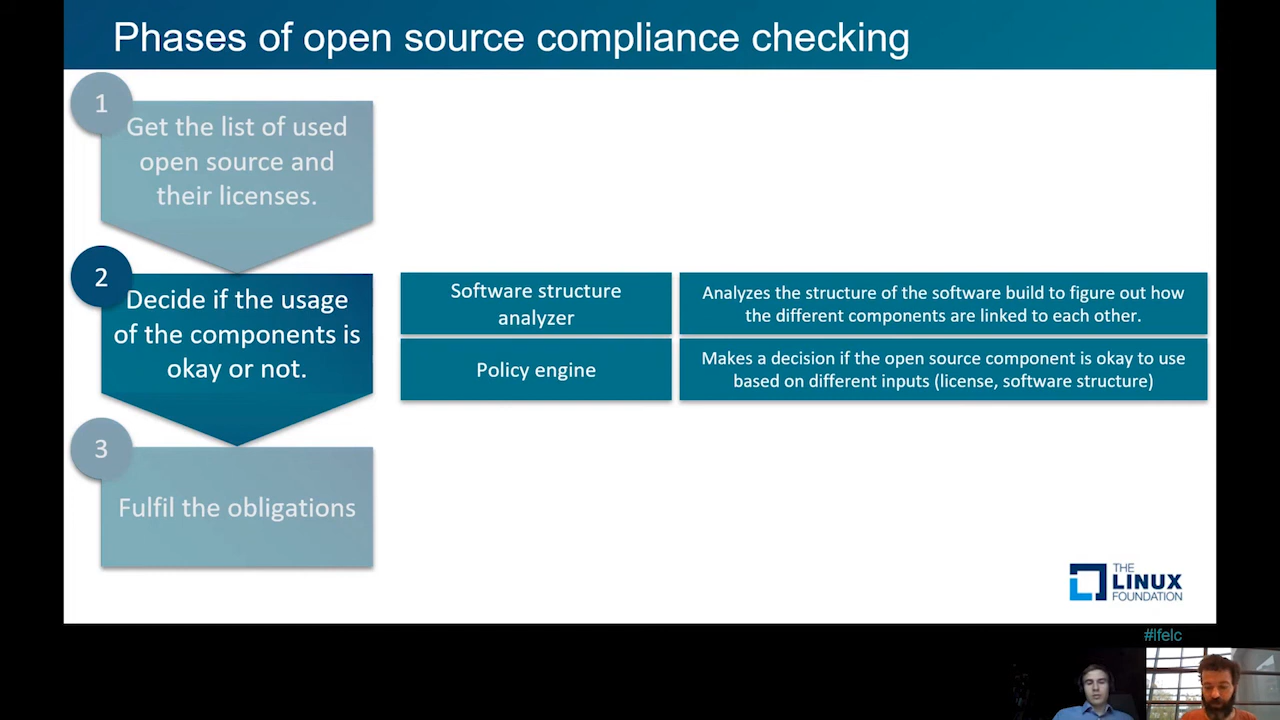 Phases of open source compliance checking
1
Get the list of used
open source and
their licenses.
2
Decide if the usage
of the components is
okay or not.
Software structure
analyzer
Analyzes the structure of the software build to figure out how
the different components are linked to each other.
Policy engine
Makes a decision if the open source component is okay to use
based on different inputs (license, software structure)
3
Fulfil the obligations
THE
LINUX
FOUNDATION
#lfelc